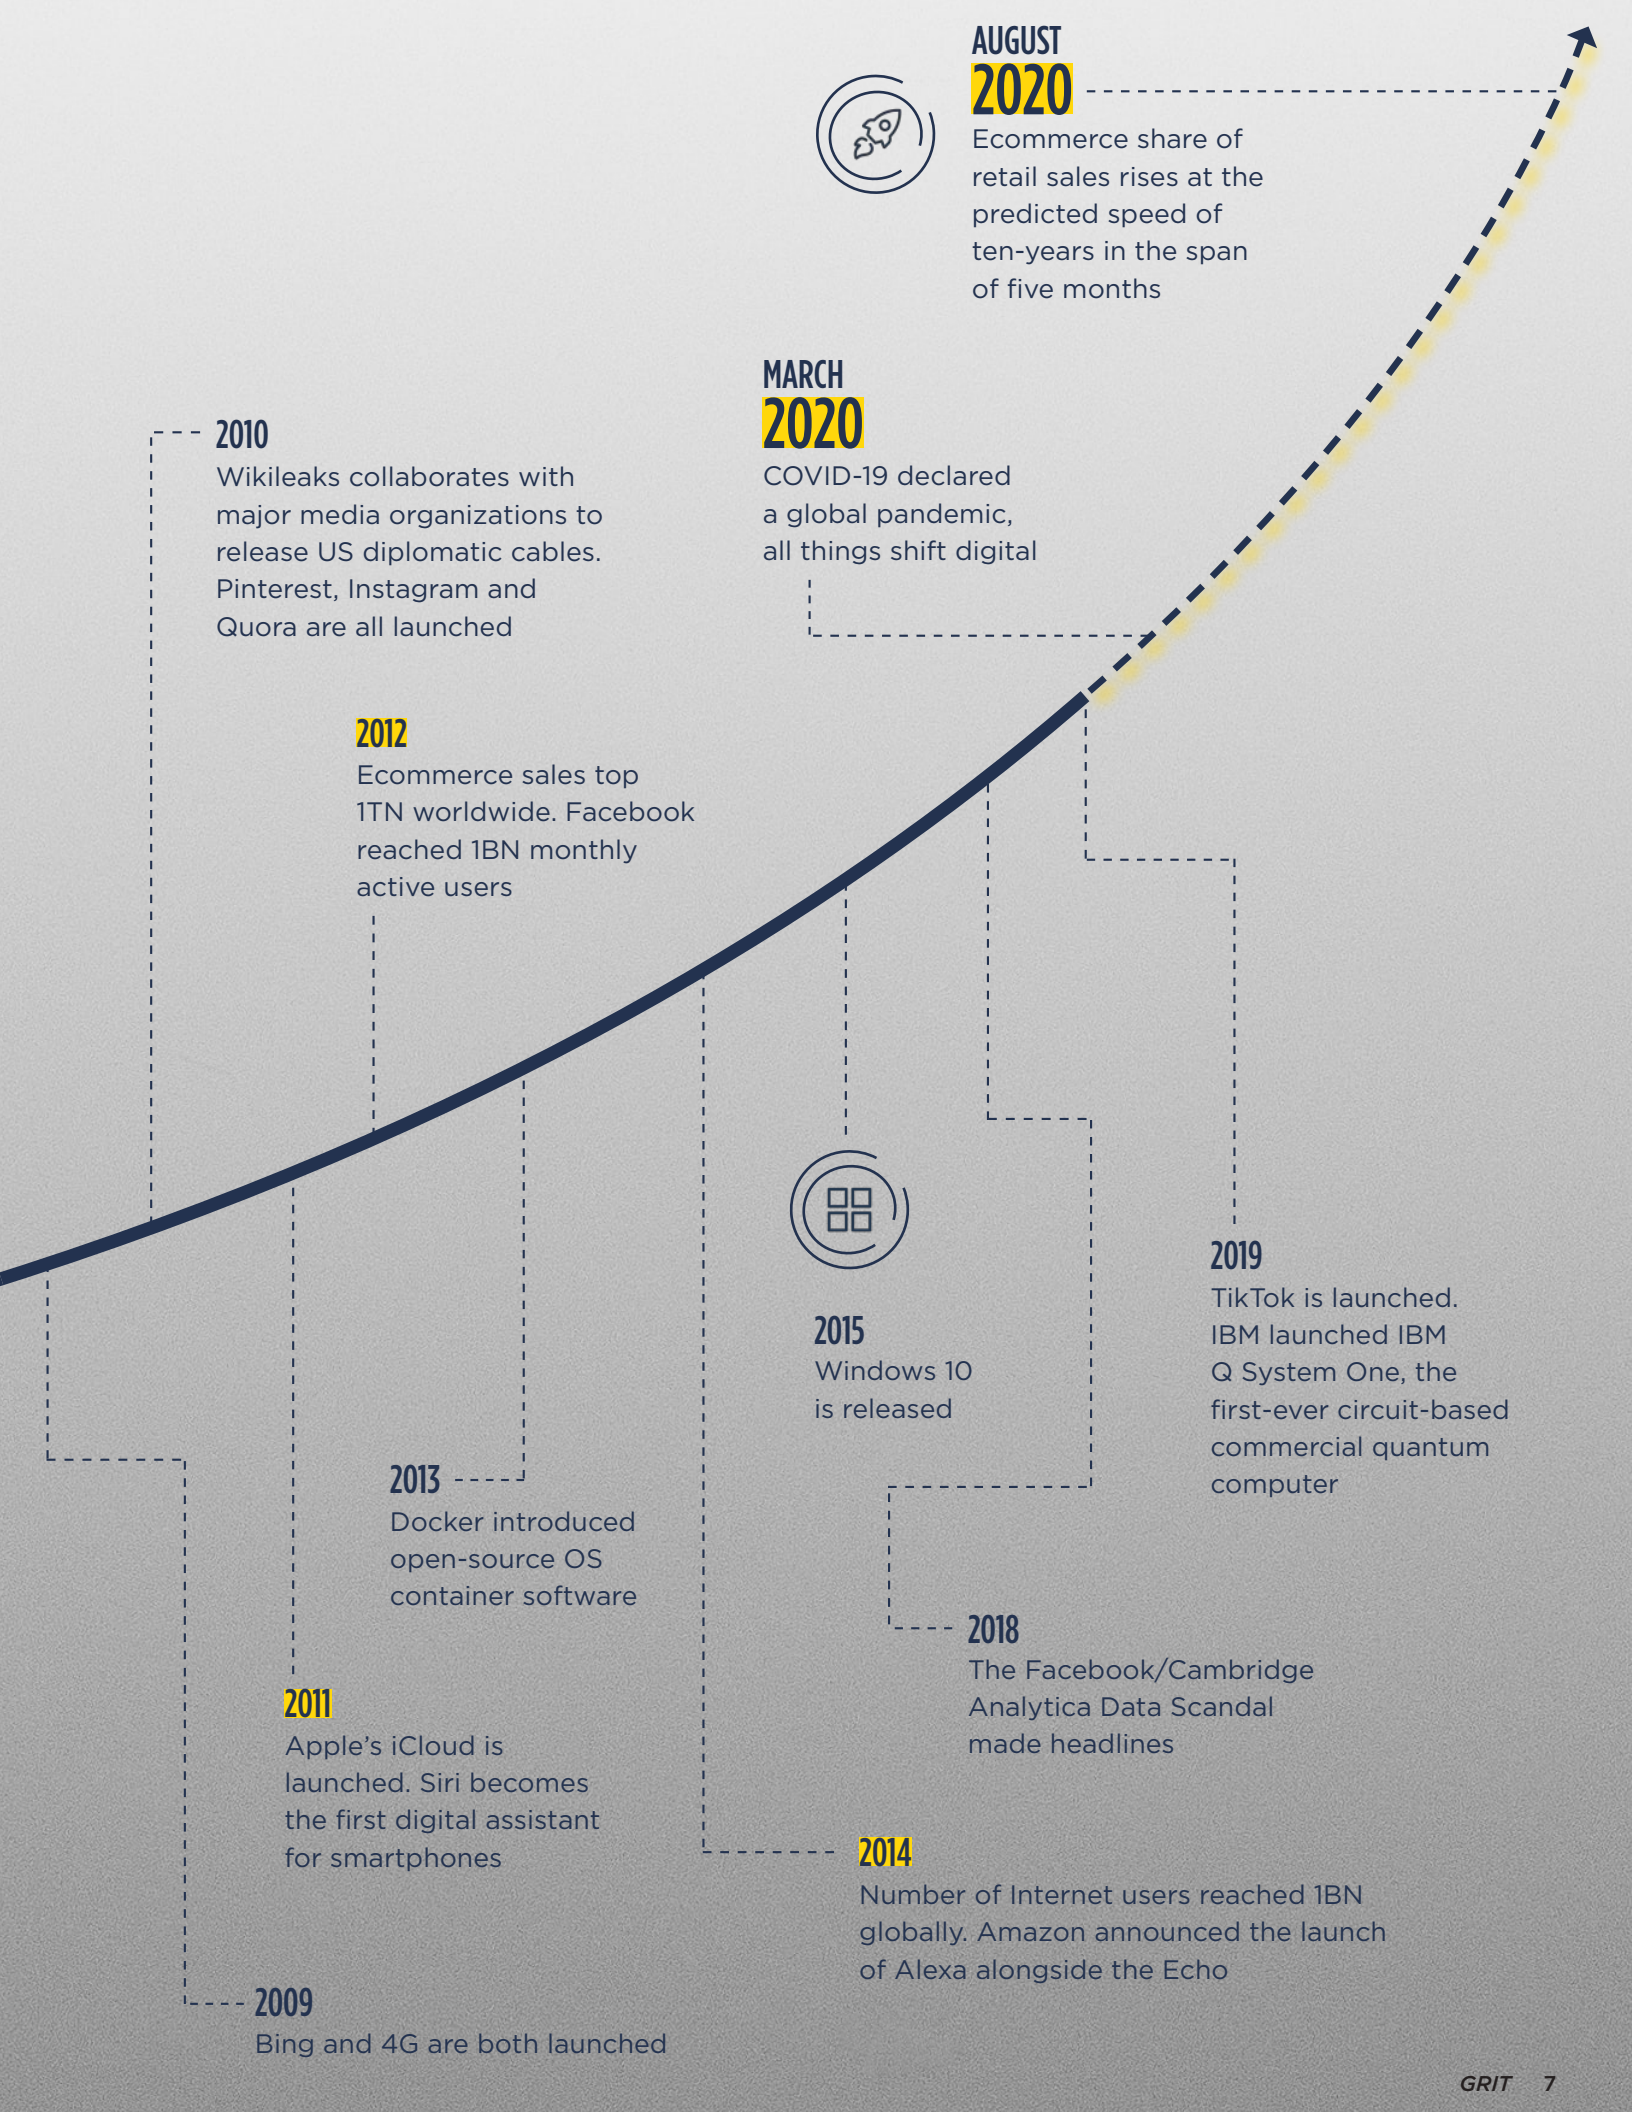 AUGUST
2020
Ecommerce share of
retail sales rises at the
predicted speed of
ten-years in the span
of five months
MARCH
2020
COVID-19 declared
a global pandemic,
all things shift digital
2010
Wikileaks collaborates with
major media organizations to
release US diplomatic cables.
Pinterest, Instagram and
Quora are all launched
2012
Ecommerce sales top
1TN worldwide. Facebook
reached 1BN monthly
active users
2019
TikTok is launched.
IBM launched IBM
Q System One, the
first-ever circuit-based
commercial quantum
computer
2015
Windows 10
is released
2013
Docker introduced
open-source OS
container software
2018
The Facebook/Cambridge
Analytica Data Scandal
made headlines
2011
Apple’s iCloud is
launched. Siri becomes
the first digital assistant
for smartphones
2014
Number of Internet users reached 1BN
globally. Amazon announced the launch
of Alexa alongside the Echo
2009
Bing and 4G are both launched
GRIT 7